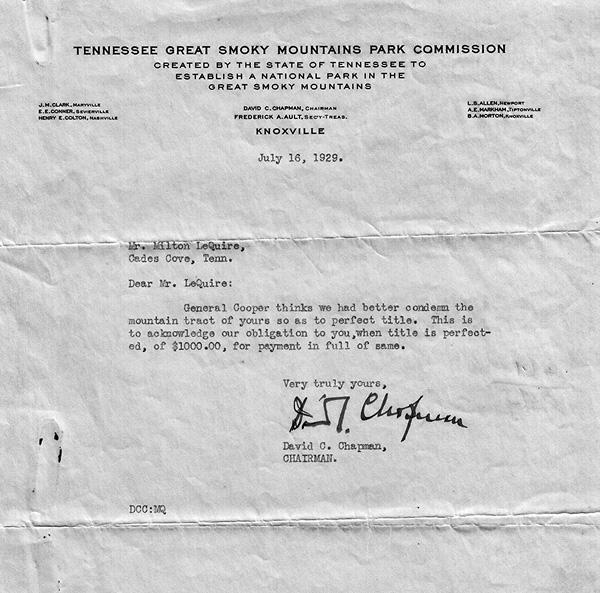 TENNESSEE GREAT SMOKY MOUNTAINS PARK COMMISSION
CREATED BY THE STATE OF TENNESSEE TO
ESTABLISH A NATIONAL PARK IN THE
GREAT SMOKY MOUNTAINS
J. M. CLARK, MARYVILLE
E. E. CONNER, SEVIERVILLE
HENRY E. COLTON, NASHVILLE
DAVID C. CHAPMAN, CHAIRMAN
FREDERICK A. AULT, SEC'Y-TREAS.
KNOXVILLE
L. S. ALLEN, NEWPORT
A. E. MARKHAM, TIPTONVILLE
B. A. MORTON, KNOXVILLE
July 16, 1929.
Mr. Milton LeQuire,
Cades Cove, Tenn.
Dear Mr. LeQuire:
General Cooper thinks we had better condemn the
mountain tract of yours so as to perfect title. This is
to acknowledge our obligation to you,when title is perfect-
ed, of $1000.00, for payment in full of same.
Very truly yours,
D. C. Chapman
David C. Chapman,
CHAIRMAN.
DCC:MQ